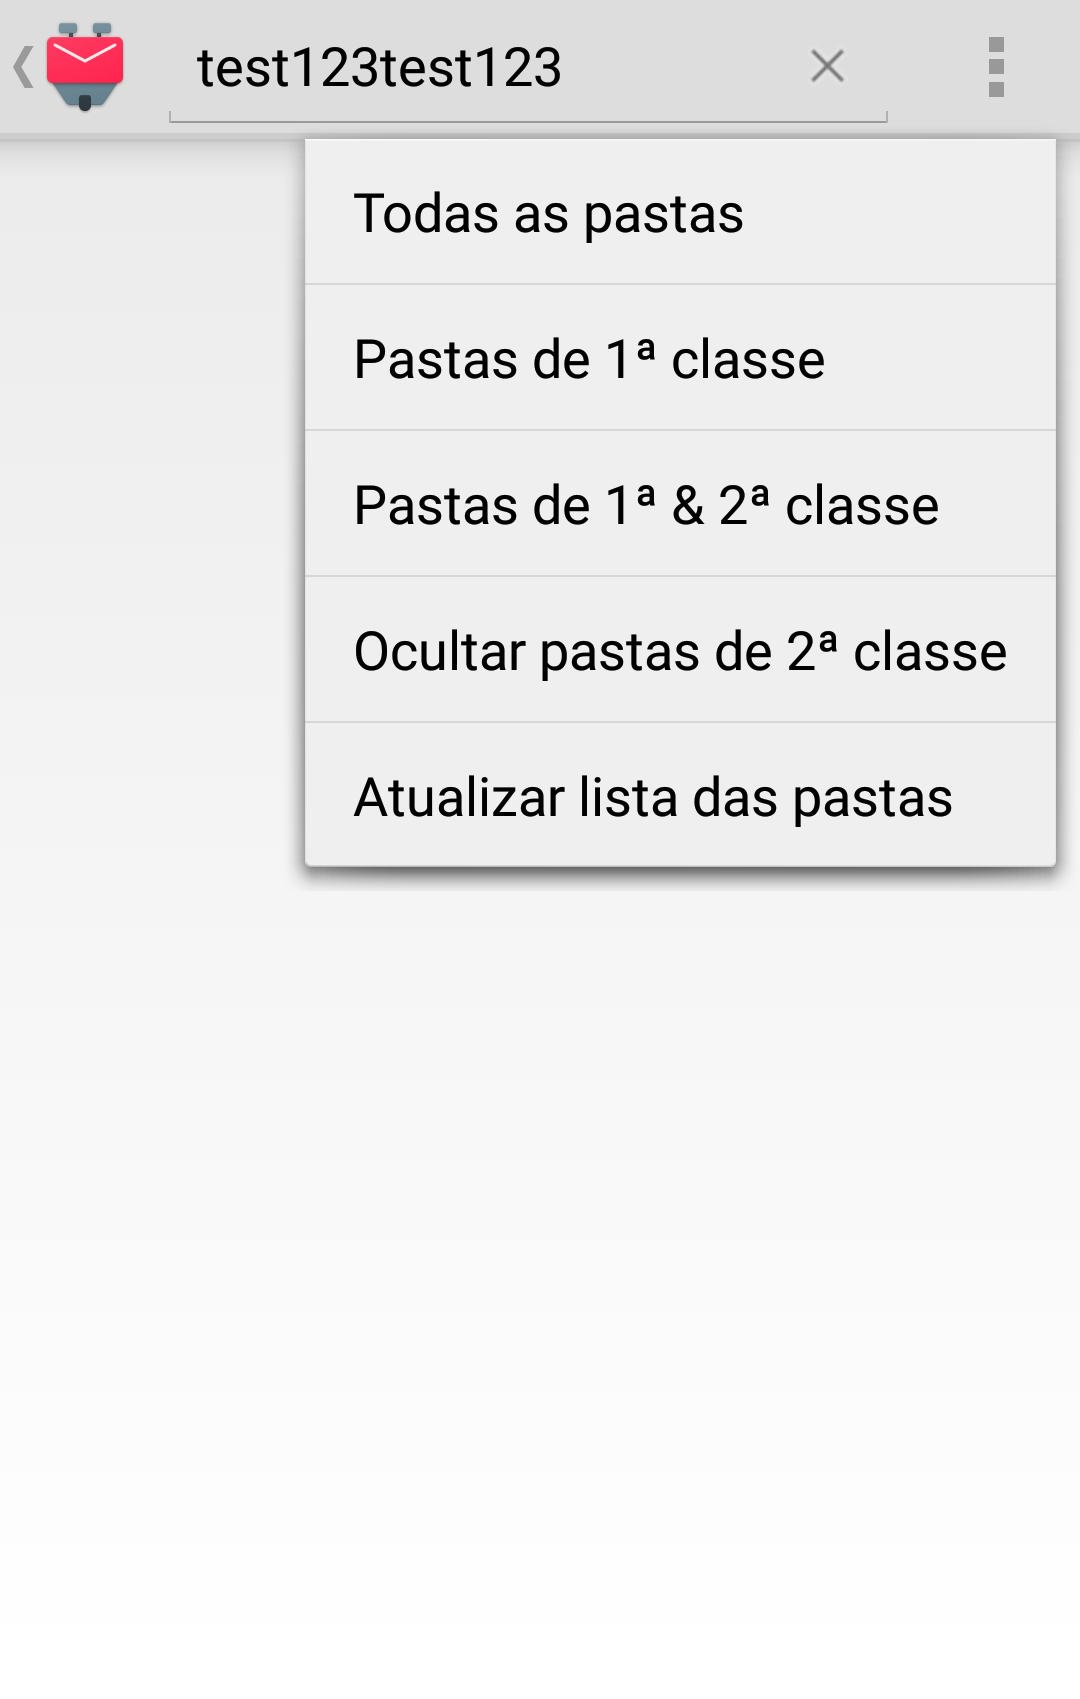 test123test123
Todas as pastas
Pastas de 1ª classe
Pastas de 1ª & 2ª classe
Ocultar pastas de 2ª classe
Atualizar lista das pastas